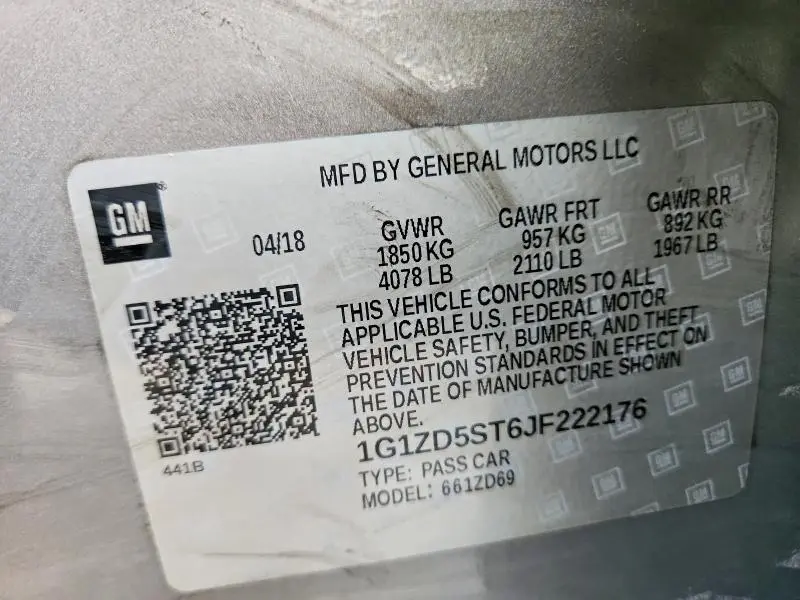 MFD BY GENERAL MOTORS LLC
GM
04/18
GVWR
1850 KG
4078 LB
GAWR FRT
957 KG
2110 LB
GAWR RR
892 KG
1967 LB
THIS VEHICLE CONFORMS TO ALL
APPLICABLE U.S. FEDERAL MOTOR
VEHICLE SAFETY, BUMPER, AND THEFT
PREVENTION STANDARDS IN EFFECT ON
THE DATE OF MANUFACTURE SHOWN
ABOVE.
1G1ZD5ST6JF222176
TYPE: PASS CAR
MODEL: 661ZD69
441B